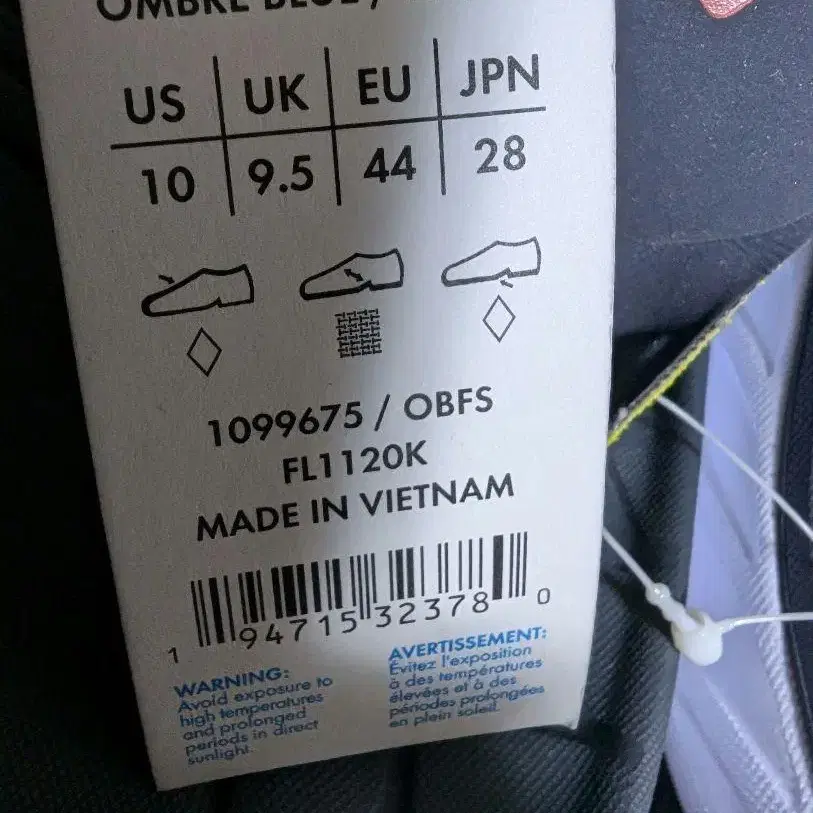 OMBRE BLUE /
US UK EU JPN
10 9.5 44 28
1099675 / OBFS
FL1120K
MADE IN VIETNAM
1 94715 32378 0
WARNING:
Avoid exposure to
high temperatures
and prolonged
periods in direct
sunlight.
AVERTISSEMENT:
Évitez l'exposition
à des températures
élevées et à des
périodes prolongées
en plein soleil.